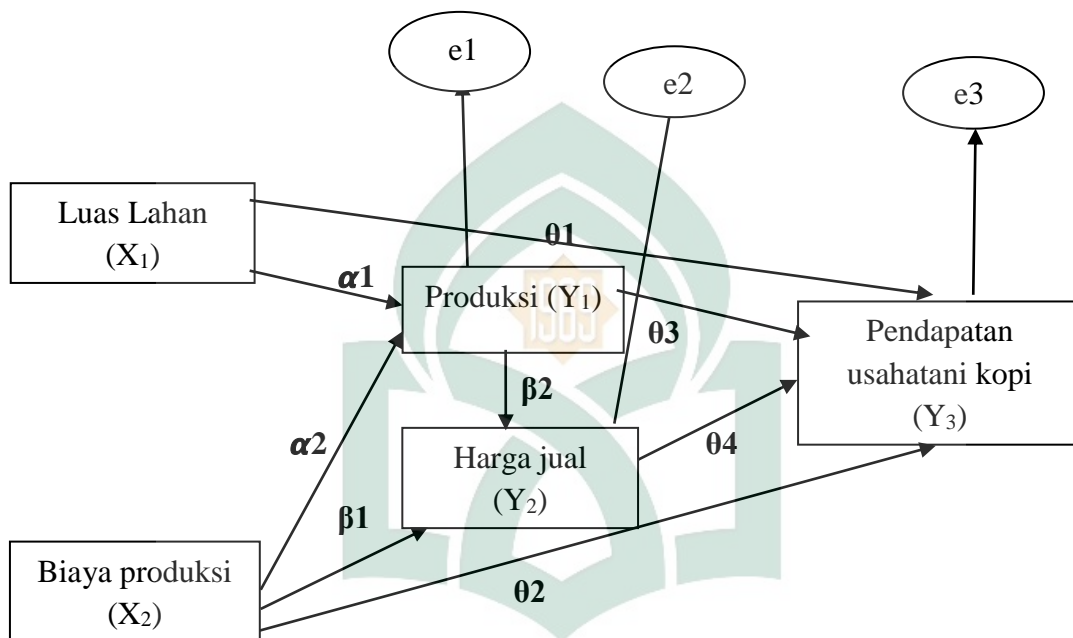 e1
e2
e3
Luas Lahan
(X₁)
θ1
α1
Produksi (Y₁)
1963
θ3
Pendapatan
usahatani kopi
(Y₃)
β2
α2
Harga jual
(Y₂)
θ4
β1
Biaya produksi
(X₂)
θ2